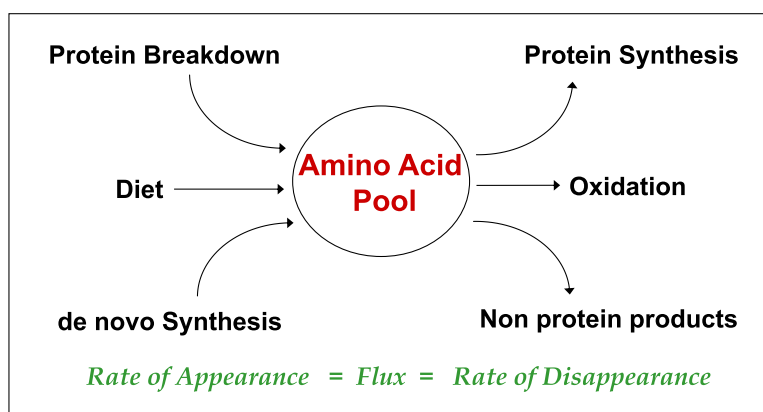 Protein Breakdown
Protein Synthesis
Amino Acid
Pool
Diet
Oxidation
de novo Synthesis
Non protein products
Rate of Appearance = Flux = Rate of Disappearance